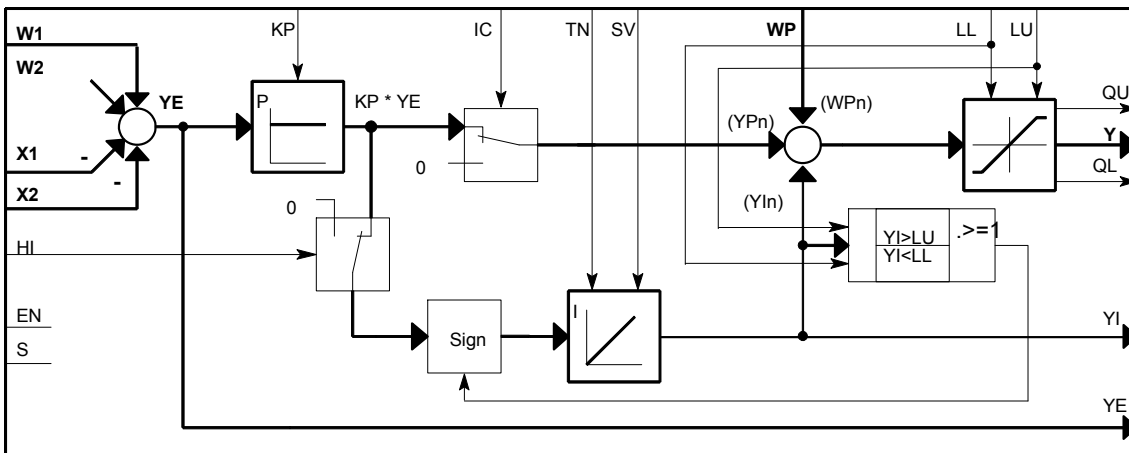 KP
IC
TN
SV
WP
LL
LU
W1
W2
YE
P
KP * YE
0
(YPn)
(WPn)
QU
Y
QL
X1
-
X2
-
0
(YIn)
HI
YI>LU
YI<LL
.>=1
EN
S
Sign
I
YI
YE